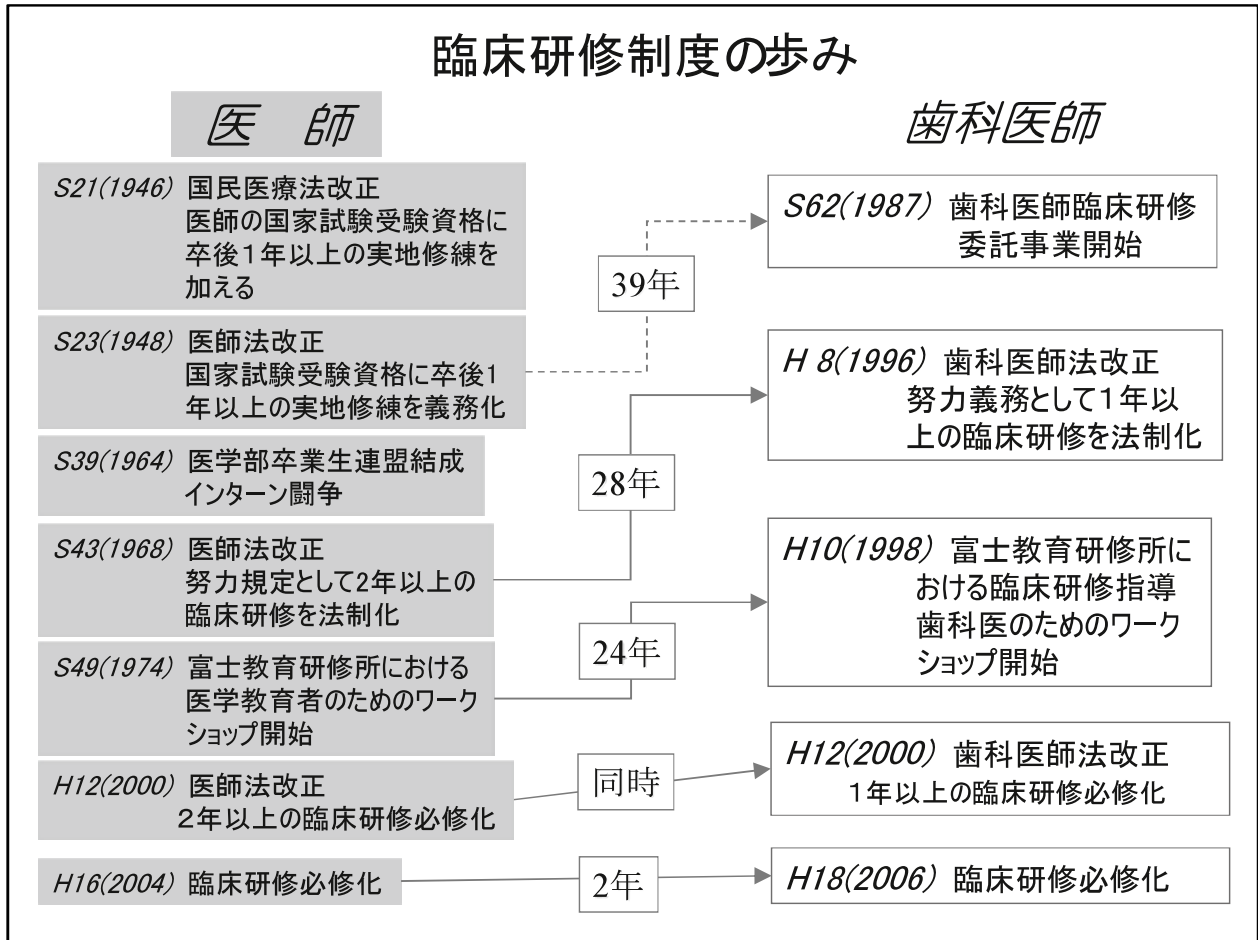 臨床研修制度の歩み
医 師
S21(1946) 国民医療法改正
医師の国家試験受験資格に
卒後1年以上の実地修練を
加える
S23(1948) 医師法改正
国家試験受験資格に卒後1
年以上の実地修練を義務化
S39(1964) 医学部卒業生連盟結成
インターン闘争
S43(1968) 医師法改正
努力規定として2年以上の
臨床研修を法制化
S49(1974) 富士教育研修所における
医学教育者のためのワーク
ショップ開始
H12(2000) 医師法改正
2年以上の臨床研修必修化
H16(2004) 臨床研修必修化
39年
28年
24年
同時
2年
歯科医師
S62(1987) 歯科医師臨床研修
委託事業開始
H 8(1996) 歯科医師法改正
努力義務として1年以
上の臨床研修を法制化
H10(1998) 富士教育研修所に
おける臨床研修指導
歯科医のためのワーク
ショップ開始
H12(2000) 歯科医師法改正
1年以上の臨床研修必修化
H18(2006) 臨床研修必修化